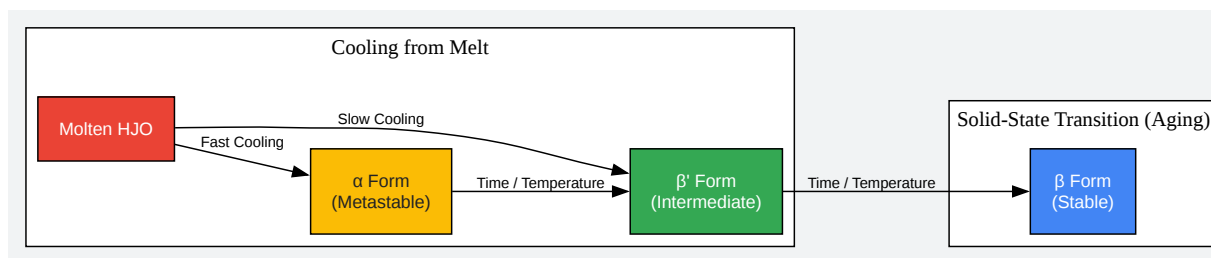 Cooling from Melt
Molten HJO
Slow Cooling
Fast Cooling
α Form
(Metastable)
Time / Temperature
β' Form
(Intermediate)
Time / Temperature
Solid-State Transition (Aging)
β Form
(Stable)